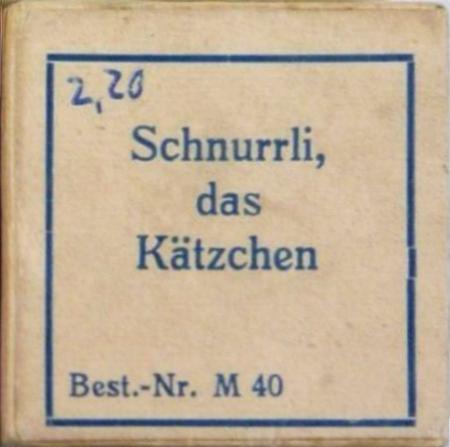 2,20
Schnurrli,
das
Kätzchen
Best.-Nr. M 40